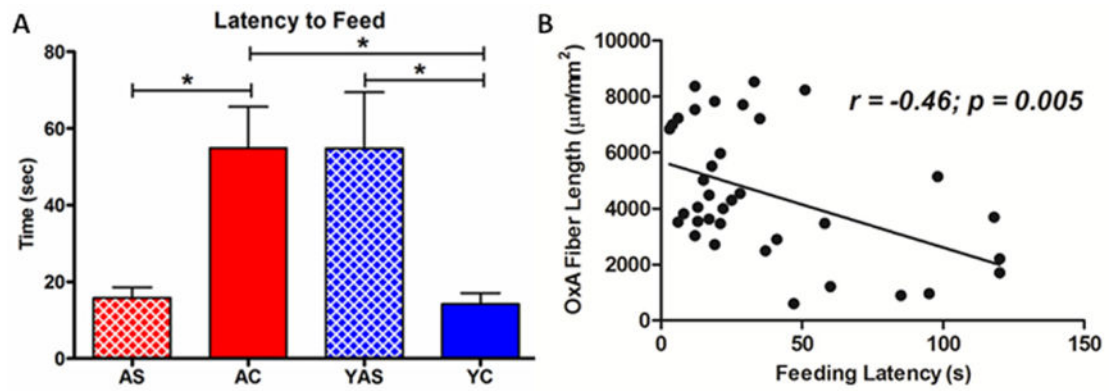 A
Latency to Feed
*
*
*
Time (sec)
80
60
40
20
0
AS AC YAS YC
B
OxA Fiber Length (μm/mm²)
10000
8000
6000
4000
2000
0
r = -0.46; p = 0.005
0 50 100 150
Feeding Latency (s)